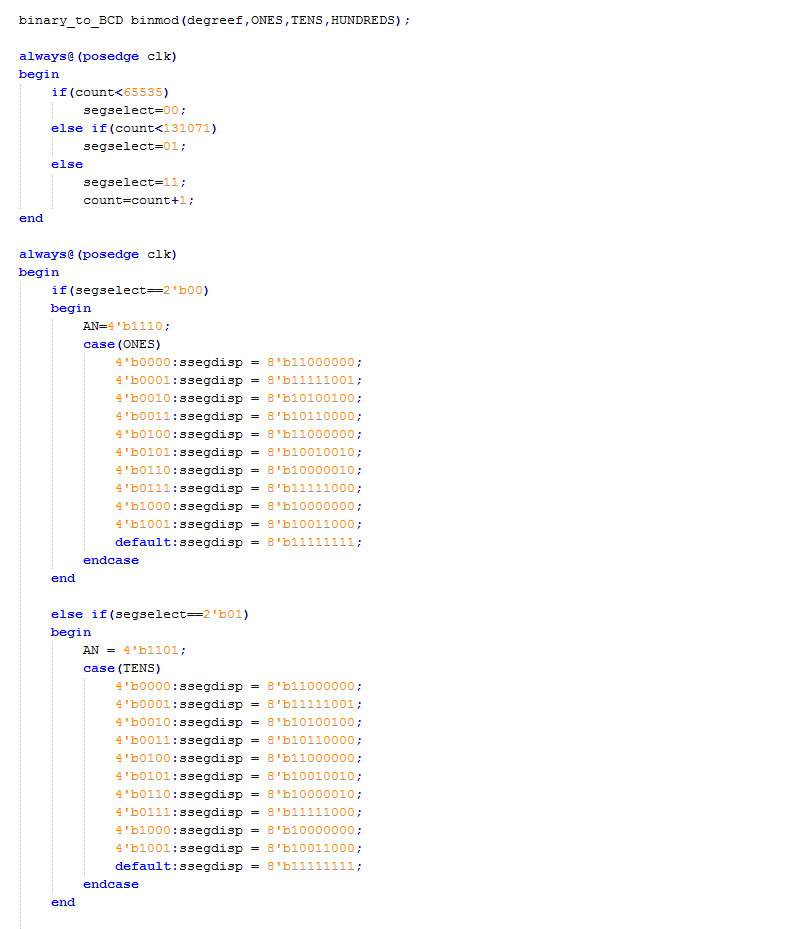 binary_to_BCD binmod(degreef,ONES,TENS,HUNDREDS);
always@(posedge clk)
begin
if(count<65535)
segselect=00;
else if(count<131071)
segselect=01;
else
segselect=11;
count=count+1;
end
always@(posedge clk)
begin
if(segselect==2'b00)
begin
AN=4'b1110;
case(ONES)
4'b0000:ssegdisp = 8'b11000000;
4'b0001:ssegdisp = 8'b11111001;
4'b0010:ssegdisp = 8'b10100100;
4'b0011:ssegdisp = 8'b10110000;
4'b0100:ssegdisp = 8'b11000000;
4'b0101:ssegdisp = 8'b10010010;
4'b0110:ssegdisp = 8'b10000010;
4'b0111:ssegdisp = 8'b11111000;
4'b1000:ssegdisp = 8'b10000000;
4'b1001:ssegdisp = 8'b10011000;
default:ssegdisp = 8'b11111111;
endcase
end
else if(segselect==2'b01)
begin
AN = 4'b1101;
case(TENS)
4'b0000:ssegdisp = 8'b11000000;
4'b0001:ssegdisp = 8'b11111001;
4'b0010:ssegdisp = 8'b10100100;
4'b0011:ssegdisp = 8'b10110000;
4'b0100:ssegdisp = 8'b11000000;
4'b0101:ssegdisp = 8'b10010010;
4'b0110:ssegdisp = 8'b10000010;
4'b0111:ssegdisp = 8'b11111000;
4'b1000:ssegdisp = 8'b10000000;
4'b1001:ssegdisp = 8'b10011000;
default:ssegdisp = 8'b11111111;
endcase
end